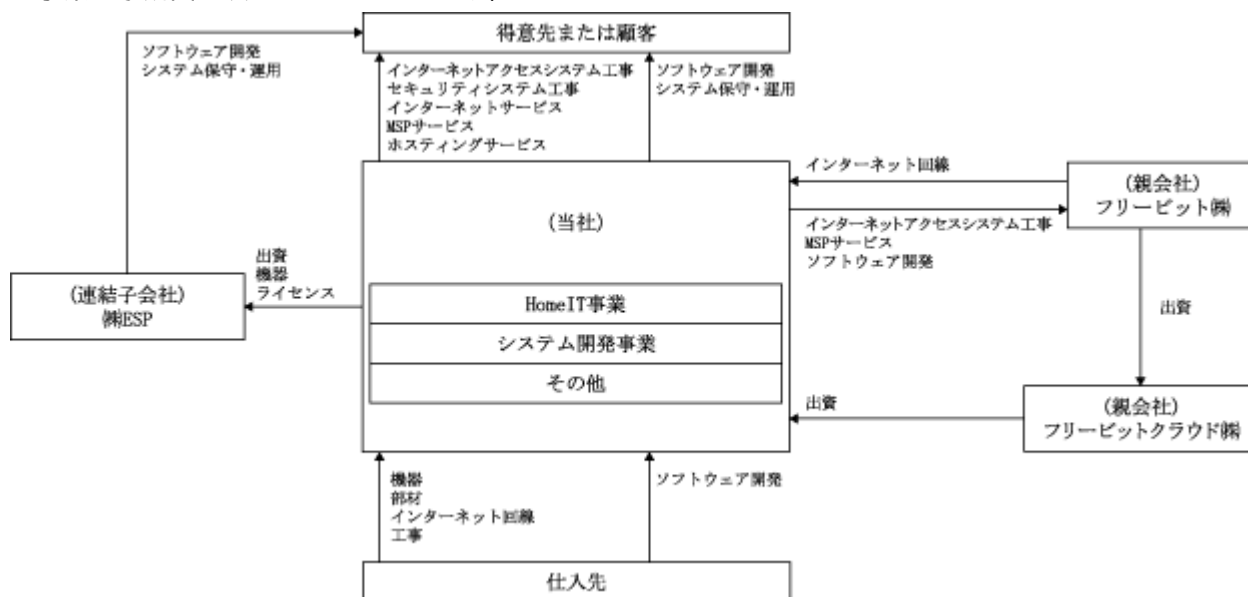 得意先または顧客
ソフトウェア開発
システム保守・運用
インターネットアクセスシステム工事
セキュリティシステム工事
インターネットサービス
MSPサービス
ホスティングサービス
ソフトウェア開発
システム保守・運用
インターネット回線
(親会社)
フリービット㈱
(当社)
インターネットアクセスシステム工事
MSPサービス
ソフトウェア開発
出資
機器
ライセンス
(連結子会社)
㈱ESP
HomeIT事業
システム開発事業
その他
出資
出資
(親会社)
フリービットクラウド㈱
機器
部材
インターネット回線
工事
ソフトウェア開発
仕入先